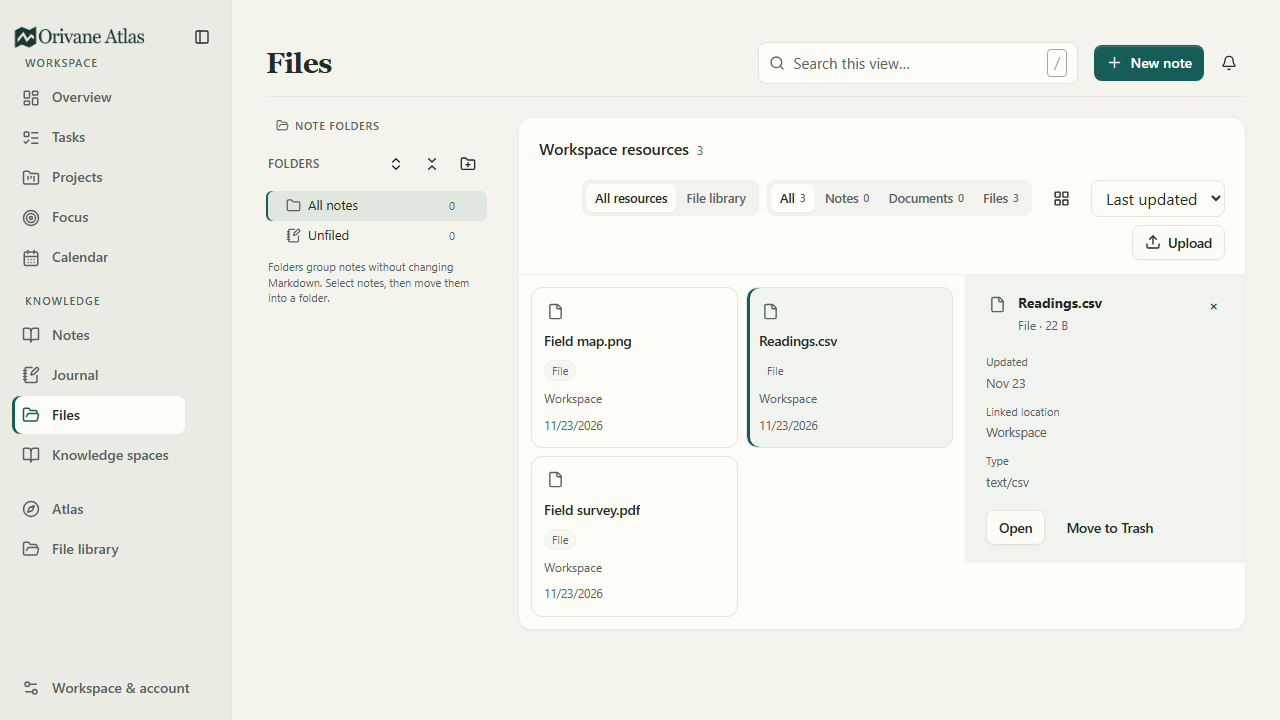 Orivane Atlas
WORKSPACE
Overview
Tasks
Projects
Focus
Calendar
KNOWLEDGE
Notes
Journal
Files
Knowledge spaces
Atlas
File library
Workspace & account
Files
Search this view...
/
New note
NOTE FOLDERS
FOLDERS
All notes 0
Unfiled 0
Folders group notes without changing
Markdown. Select notes, then move them
into a folder.
Workspace resources 3
All resources File library All 3 Notes 0 Documents 0 Files 3 Last updated
Upload
Field map.png
File
Workspace
11/23/2026
Readings.csv
File
Workspace
11/23/2026
Field survey.pdf
File
Workspace
11/23/2026
Readings.csv
×
File · 22 B
Updated
Nov 23
Linked location
Workspace
Type
text/csv
Open Move to Trash